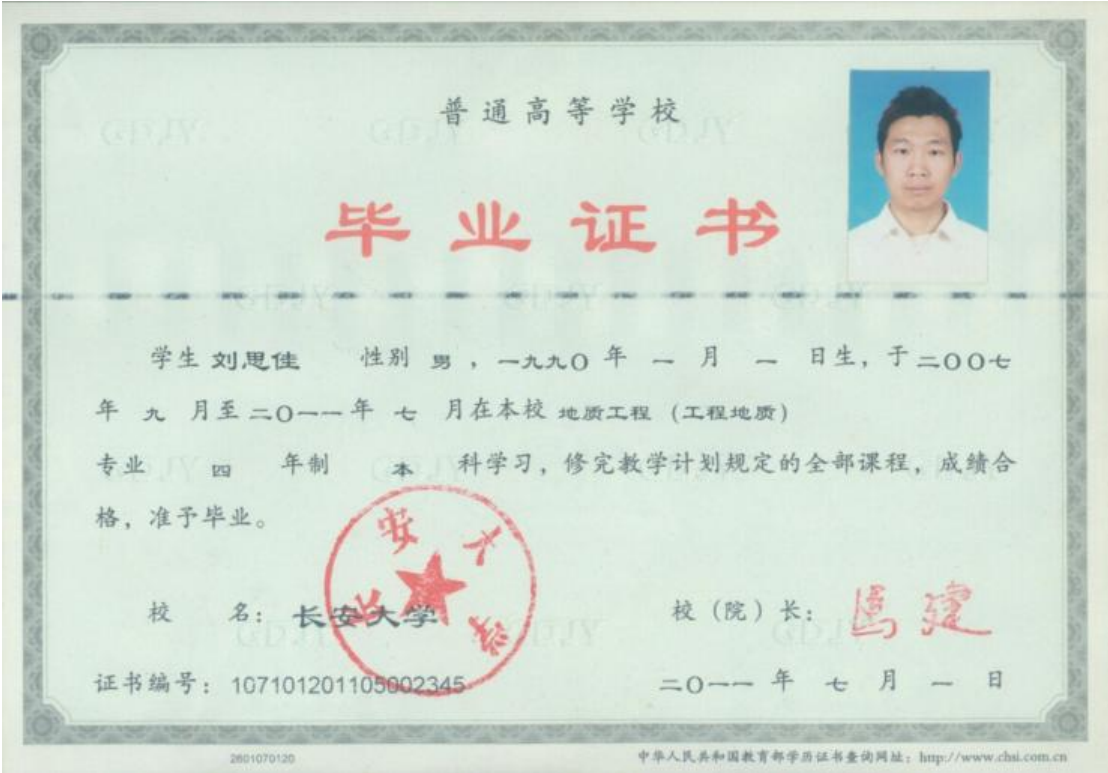 普通高等学校
毕业证书
学生 刘思佳 性别 男 ，一九九〇 年 一 月 一 日生，于 二〇〇七
年 九 月至 二〇一一 年 七 月在本校 地质工程（工程地质）
专业 四 年制 本 科学习，修完教学计划规定的全部课程，成绩合
格，准予毕业。
长安大学
校 名：长安大学
校（院）长：
证书编号：107101201105002345
二〇一一 年 七 月 一 日
2601070120
中华人民共和国教育部学历证书查询网址：http://www.chsi.com.cn